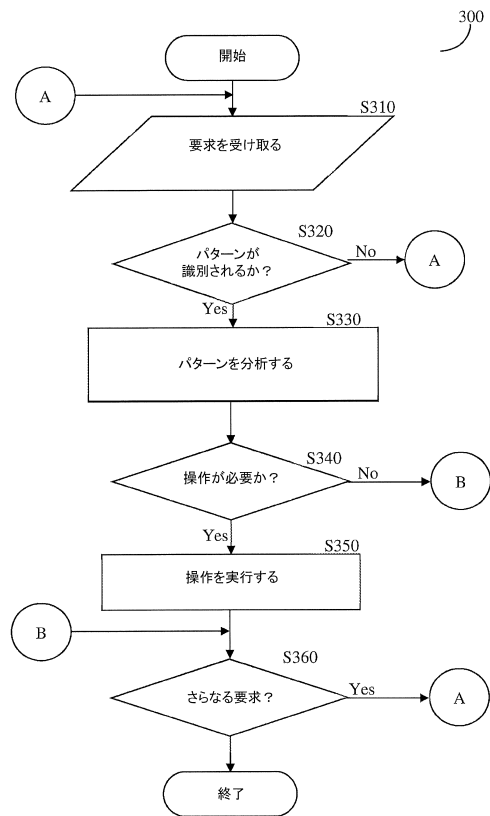 300
開始
A
S310
要求を受け取る
S320
パターンが
識別されるか？
No
A
Yes
S330
パターンを分析する
S340
操作が必要か？
No
B
Yes
S350
操作を実行する
B
S360
さらなる要求？
Yes
A
終了